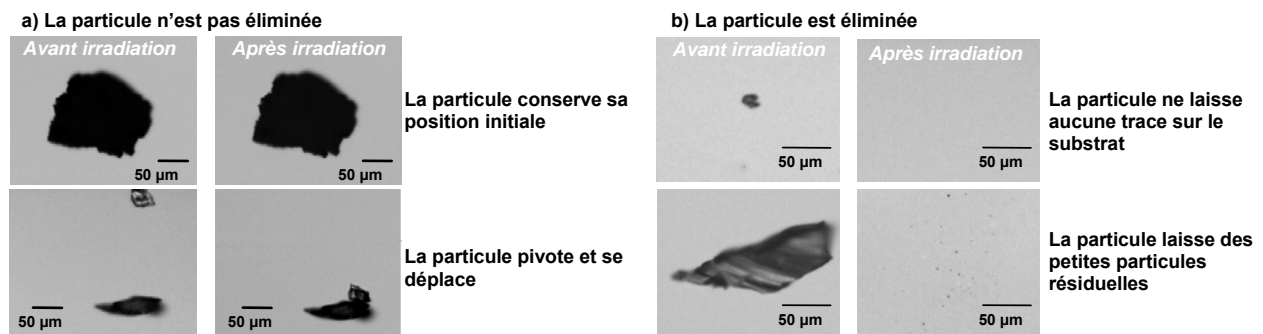 a) La particule n'est pas éliminée
Avant irradiation
Après irradiation
50 µm
50 µm
La particule conserve sa
position initiale
50 µm
50 µm
La particule pivote et se
déplace
b) La particule est éliminée
Avant irradiation
Après irradiation
50 µm
50 µm
La particule ne laisse
aucune trace sur le
substrat
50 µm
50 µm
La particule laisse des
petites particules
résiduelles